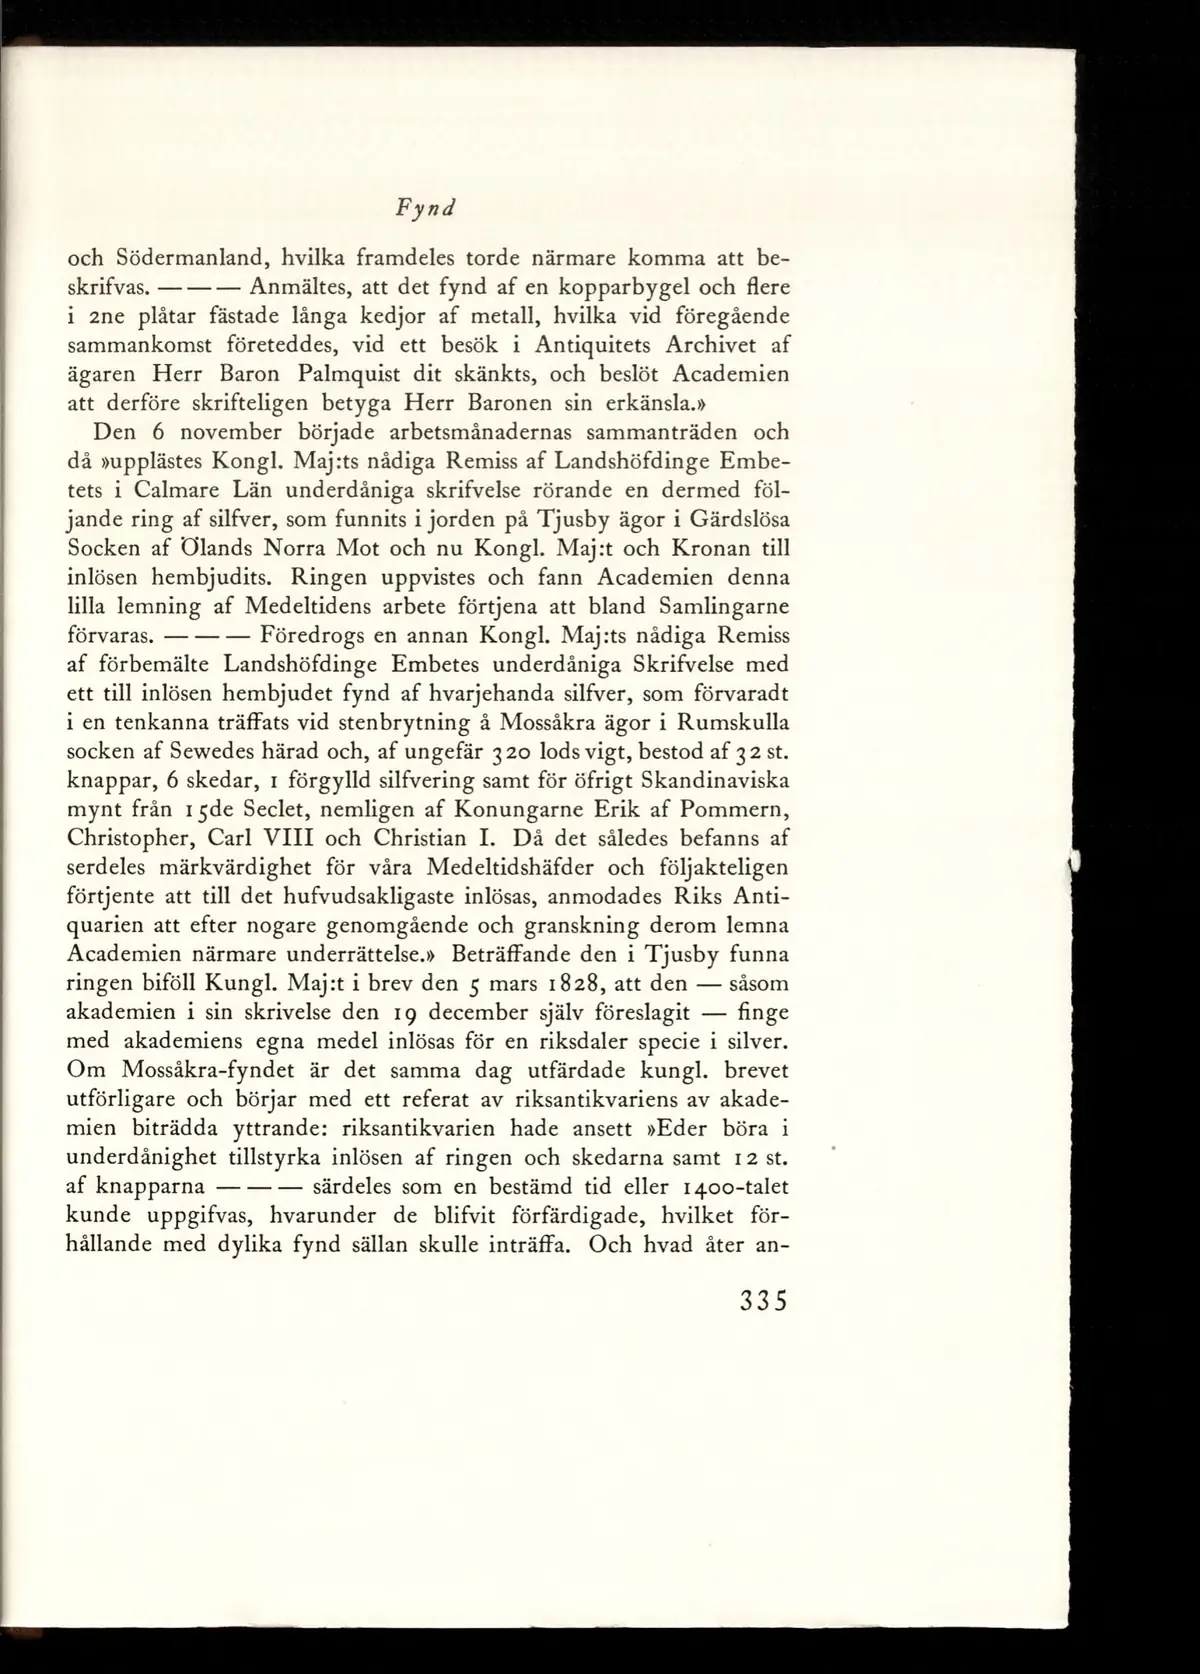 Fynd
och Södermanland, hvilka framdeles torde närmare komma att be-
skrifvas. — — — Anmältes, att det fynd af en kopparbygel och flere
i 2ne plåtar fästade långa kedjor af metall, hvilka vid föregående
sammankomst företeddes, vid ett besök i Antiquitets Archivet af
ägaren Herr Baron Palmquist dit skänkts, och beslöt Academien
att derföre skrifteligen betyga Herr Baronen sin erkänsla.»
Den 6 november började arbetsmånadernas sammanträden och
då »upplästes Kongl. Maj:ts nådiga Remiss af Landshöfdinge Embe-
tets i Calmare Län underdåniga skrifvelse rörande en dermed föl-
jande ring af silfver, som funnits i jorden på Tjusby ägor i Gärdslösa
Socken af Ölands Norra Mot och nu Kongl. Maj:t och Kronan till
inlösen hembjudits. Ringen uppvistes och fann Academien denna
lilla lemning af Medeltidens arbete förtjena att bland Samlingarne
förvaras. — — — Föredrogs en annan Kongl. Maj:ts nådiga Remiss
af förbemälte Landshöfdinge Embetes underdåniga Skrifvelse med
ett till inlösen hembjudet fynd af hvarjehanda silfver, som förvaradt
i en tenkanna träffats vid stenbrytning å Mossåkra ägor i Rumskulla
socken af Sewedes härad och, af ungefär 320 lods vigt, bestod af 32 st.
knappar, 6 skedar, 1 förgylld silfvering samt för öfrigt Skandinaviska
mynt från 15de Seclet, nemligen af Konungarne Erik af Pommern,
Christopher, Carl VIII och Christian I. Då det således befanns af
serdeles märkvärdighet för våra Medeltidshäfder och följakteligen
förtjente att till det hufvudsakligaste inlösas, anmodades Riks Anti-
quarien att efter nogare genomgående och granskning derom lemna
Academien närmare underrättelse.» Beträffande den i Tjusby funna
ringen biföll Kungl. Maj:t i brev den 5 mars 1828, att den — såsom
akademien i sin skrivelse den 19 december själv föreslagit — finge
med akademiens egna medel inlösas för en riksdaler specie i silver.
Om Mossåkra-fyndet är det samma dag utfärdade kungl. brevet
utförligare och börjar med ett referat av riksantikvariens av akade-
mien biträdda yttrande: riksantikvarien hade ansett »Eder böra i
underdånighet tillstyrka inlösen af ringen och skedarna samt 12 st.
af knapparna — — — särdeles som en bestämd tid eller 1400-talet
kunde uppgifvas, hvarunder de blifvit förfärdigade, hvilket för-
hållande med dylika fynd sällan skulle inträffa. Och hvad åter an-
335